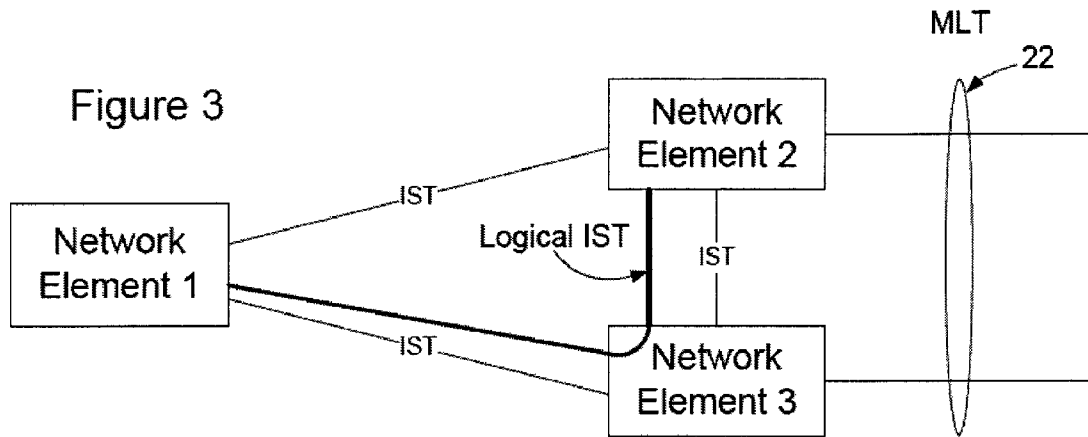 MLT
22
Figure 3
Network
Element 2
IST
Network
Element 1
Logical IST
IST
IST
Network
Element 3